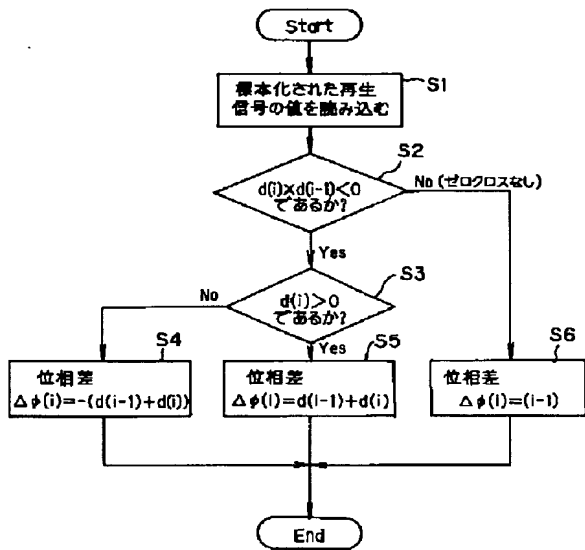 Start
標本化された再生
信号の値を読み込む
S1
d(i)×d(i-1)<0
であるか?
S2
No (ゼロクロスなし)
Yes
d(i)>0
であるか?
S3
No
Yes
位相差
Δφ(i)=-(d(i-1)+d(i))
S4
位相差
Δφ(i)=d(i-1)+d(i)
S5
位相差
Δφ(i)=(i-1)
S6
End